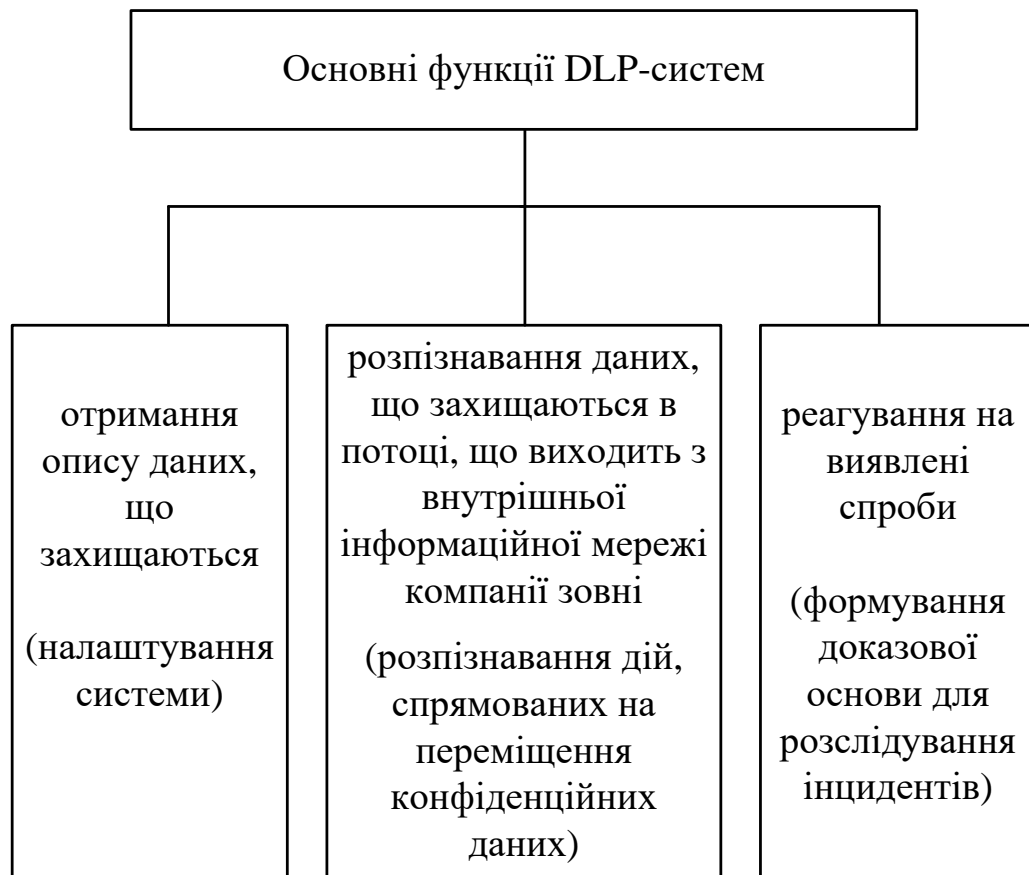 Основні функції DLP-систем
отримання
опису даних,
що
захищаються
(налаштування
системи)
розпізнавання даних,
що захищаються в
потоці, що виходить з
внутрішньої
інформаційної мережі
компанії зовні
(розпізнавання дій,
спрямованих на
переміщення
конфіденційних
даних)
реагування на
виявлені
спроби
(формування
доказової
основи для
розслідування
інцидентів)